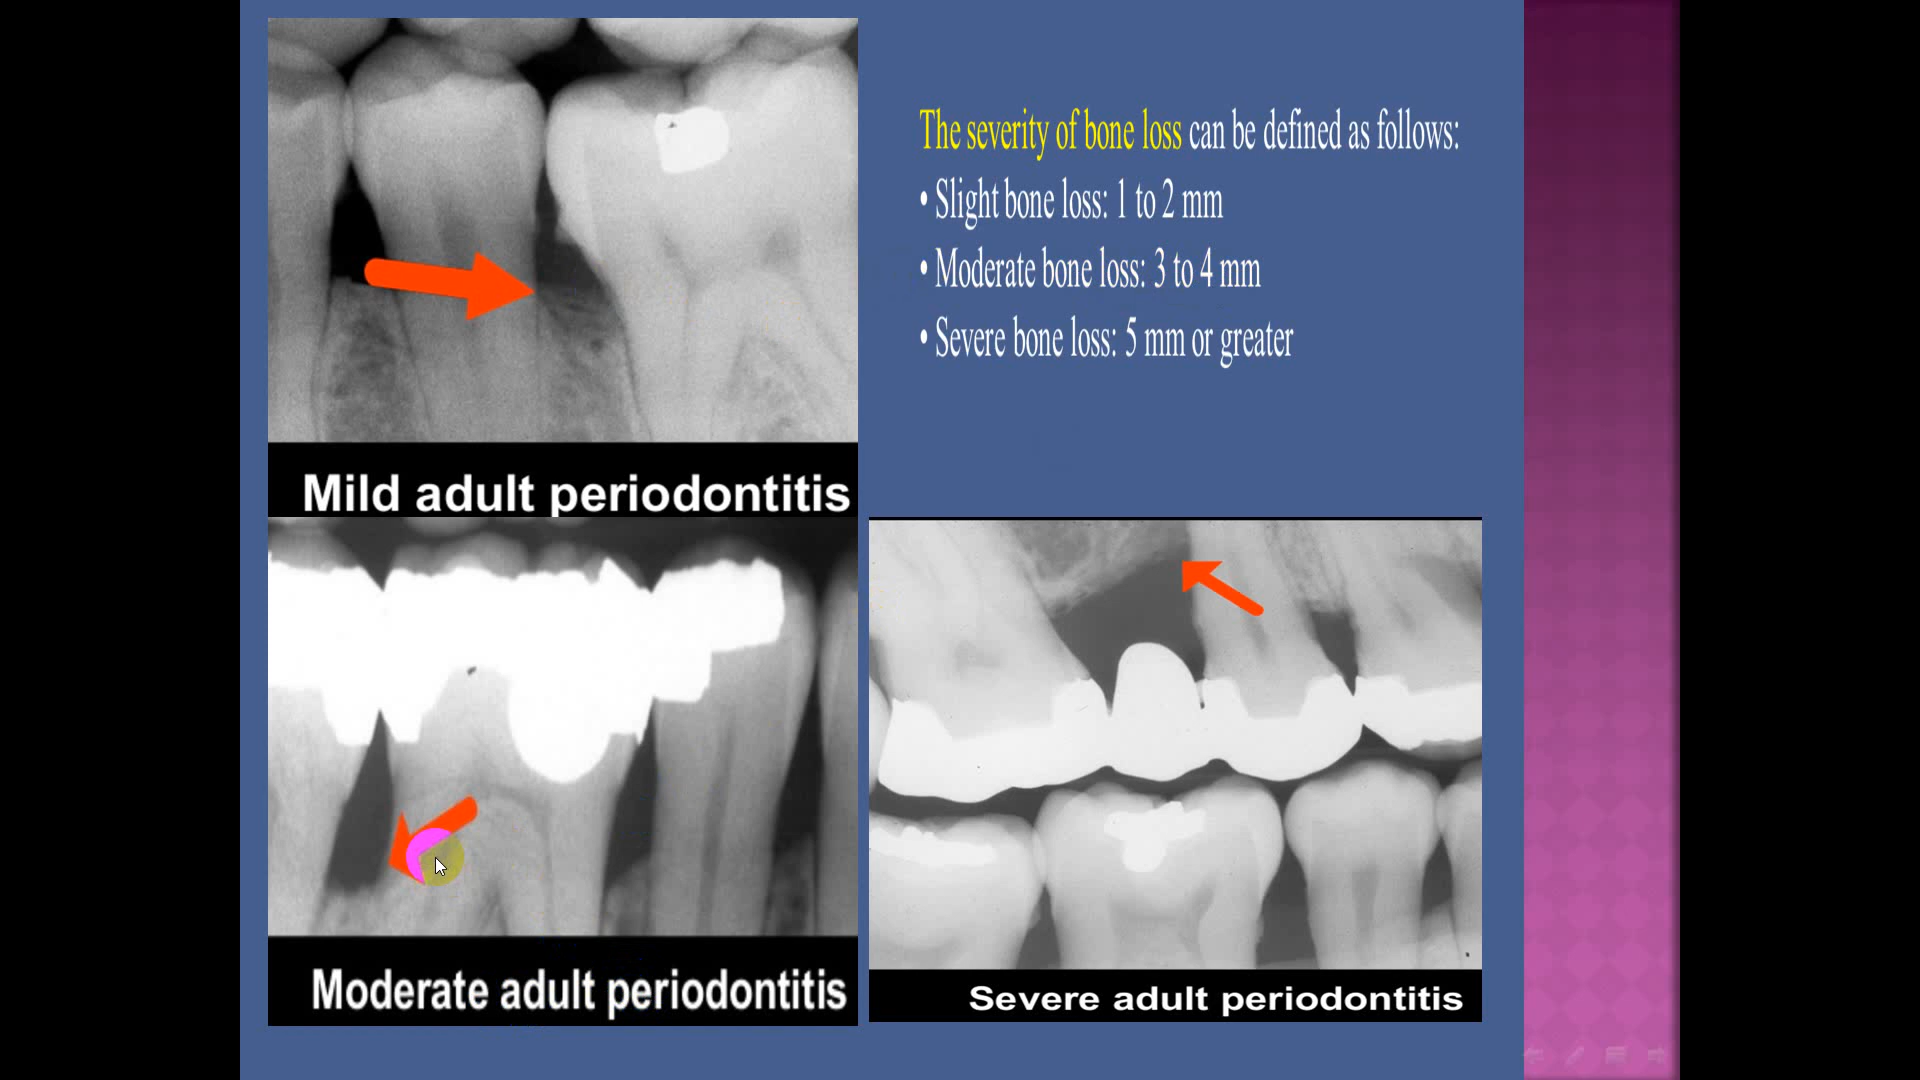 The severity of bone loss can be defined as follows:
• Slight bone loss: 1 to 2 mm
• Moderate bone loss: 3 to 4 mm
• Severe bone loss: 5 mm or greater
Mild adult periodontitis
Moderate adult periodontitis
Severe adult periodontitis